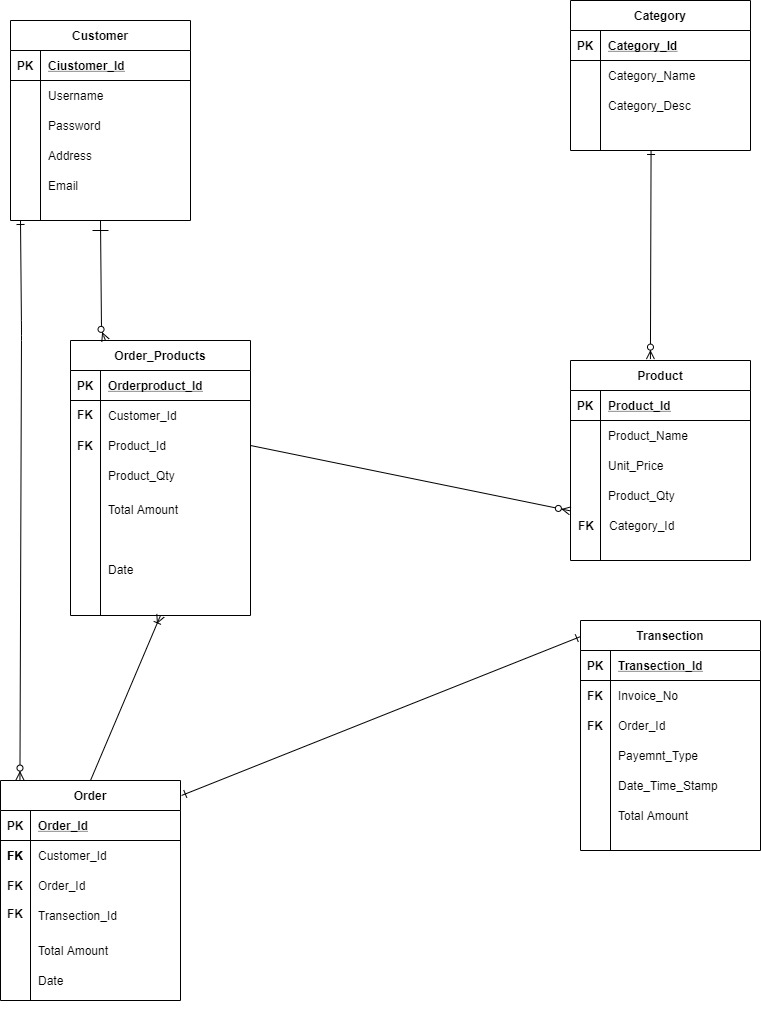 Customer
PK Ciustomer_Id
Username
Password
Address
Email
Category
PK Category_Id
Category_Name
Category_Desc
Order_Products
PK Orderproduct_Id
FK Customer_Id
FK Product_Id
Product_Qty
Total Amount
Date
Product
PK Product_Id
Product_Name
Unit_Price
Product_Qty
FK Category_Id
Transection
PK Transection_Id
FK Invoice_No
FK Order_Id
Payemnt_Type
Date_Time_Stamp
Total Amount
Order
PK Order_Id
FK Customer_Id
FK Order_Id
FK Transection_Id
Total Amount
Date